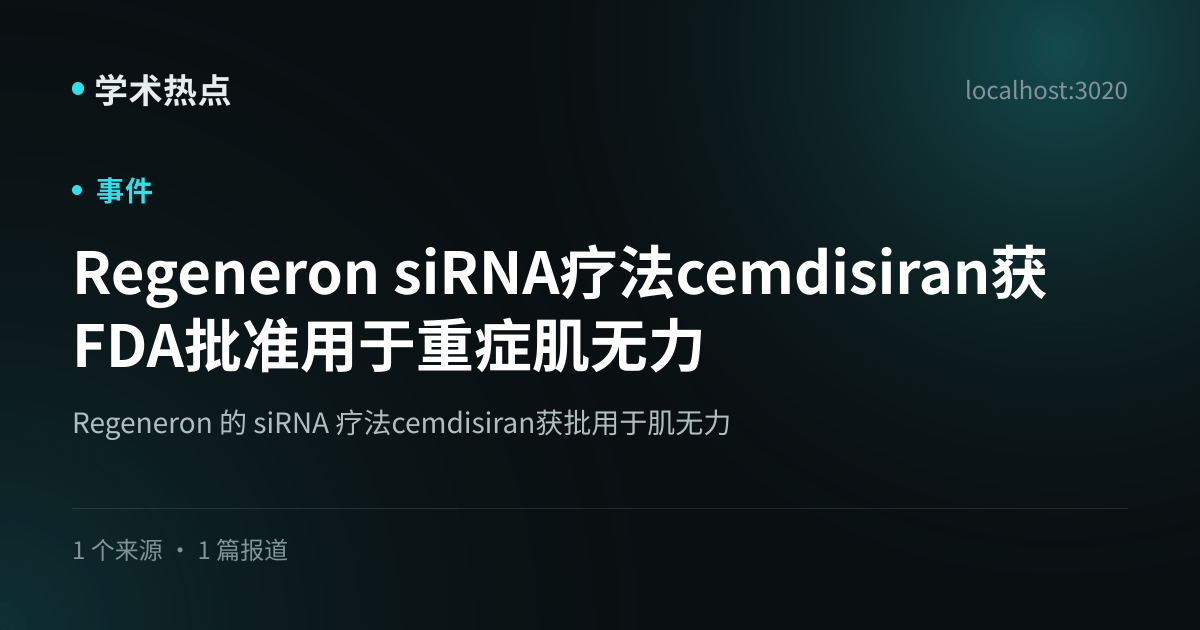 学术热点
localhost:3020
事件
Regeneron siRNA疗法cemdisiran获
FDA批准用于重症肌无力
Regeneron 的 siRNA 疗法cemdisiran获批用于肌无力
1 个来源 · 1 篇报道